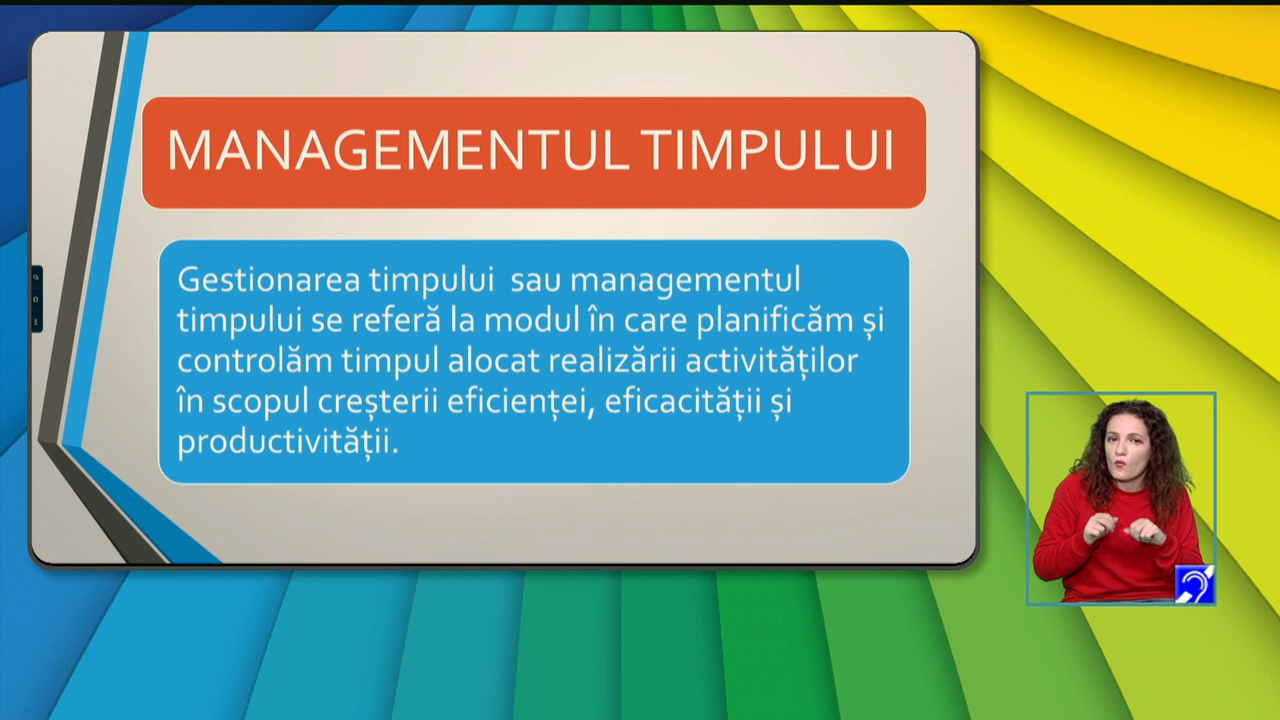 MANAGEMENTUL TIMPULUI
Gestionarea timpului sau managementul
timpului se referă la modul în care planificăm și
controlăm timpul alocat realizării activităților
în scopul creșterii eficienței, eficacității și
productivității.